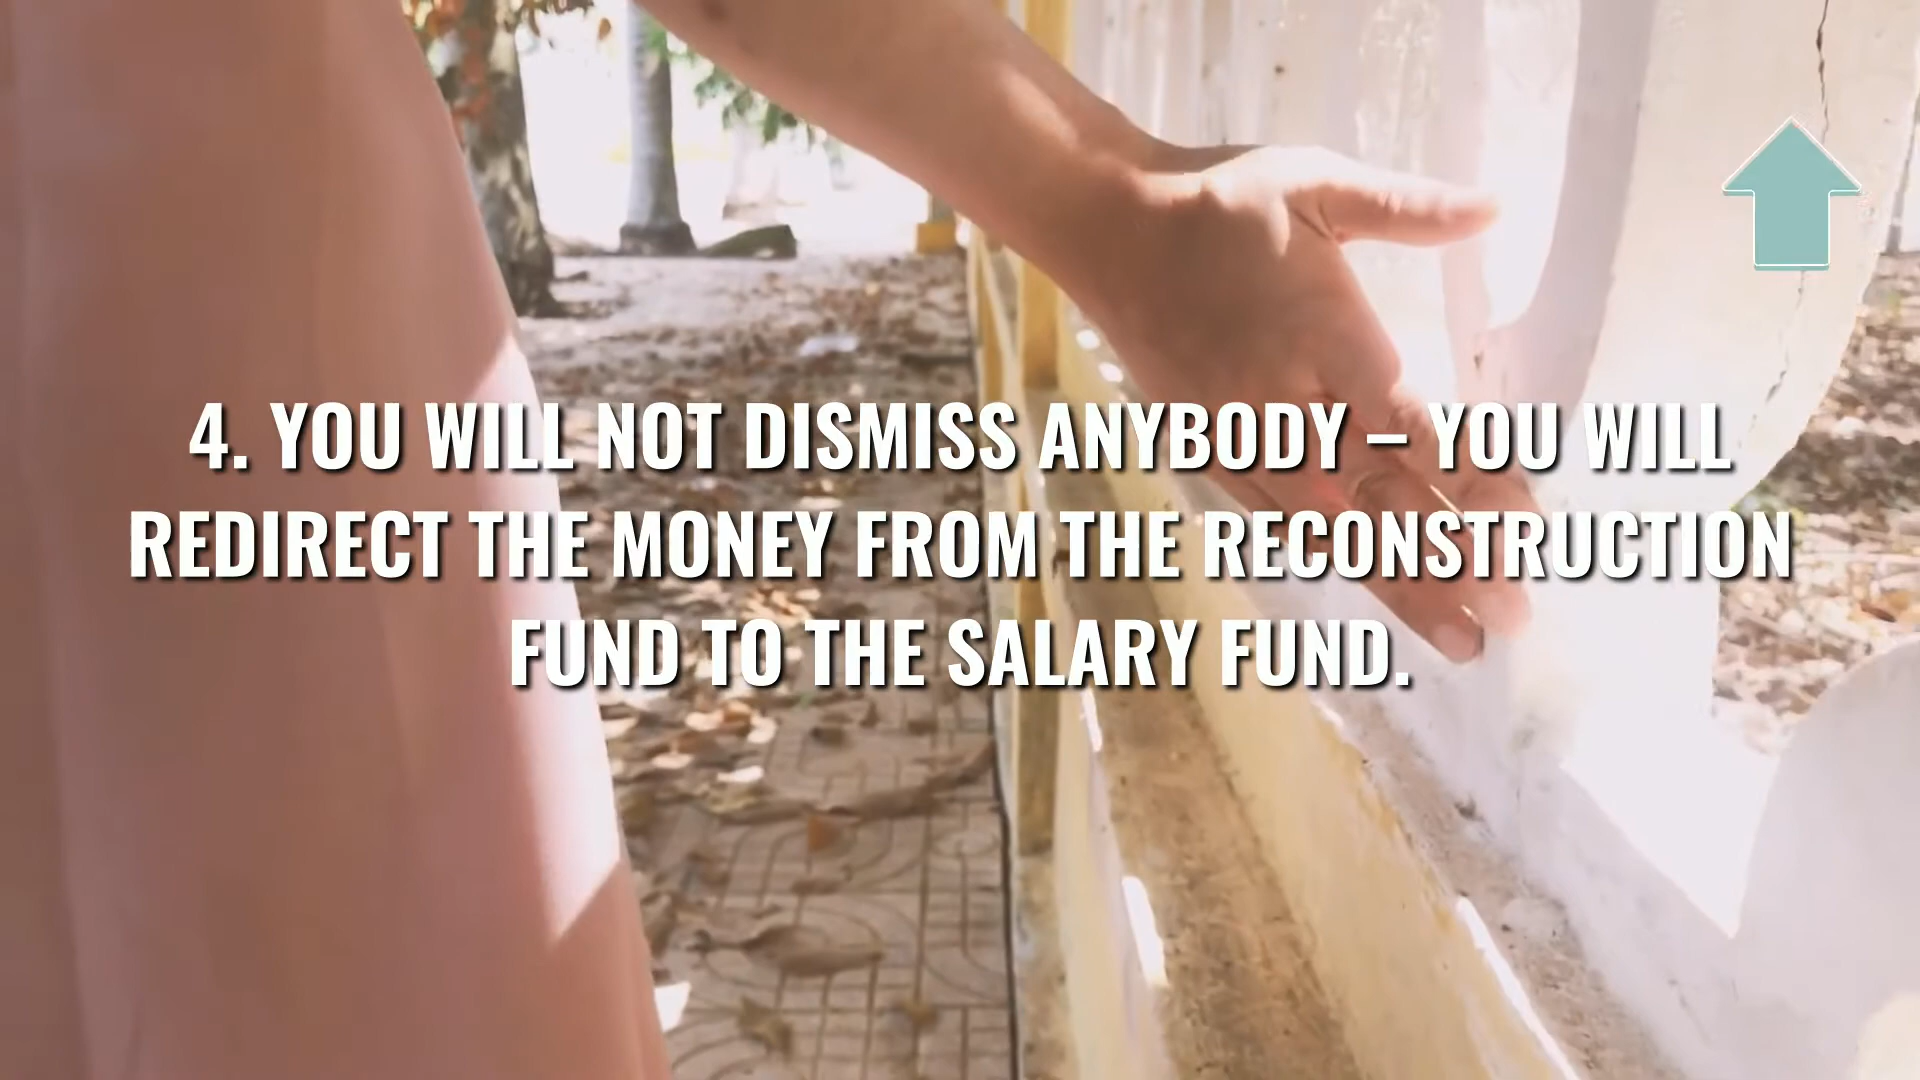 4. YOU WILL NOT DISMISS ANYBODY – YOU WILL
REDIRECT THE MONEY FROM THE RECONSTRUCTION
FUND TO THE SALARY FUND.